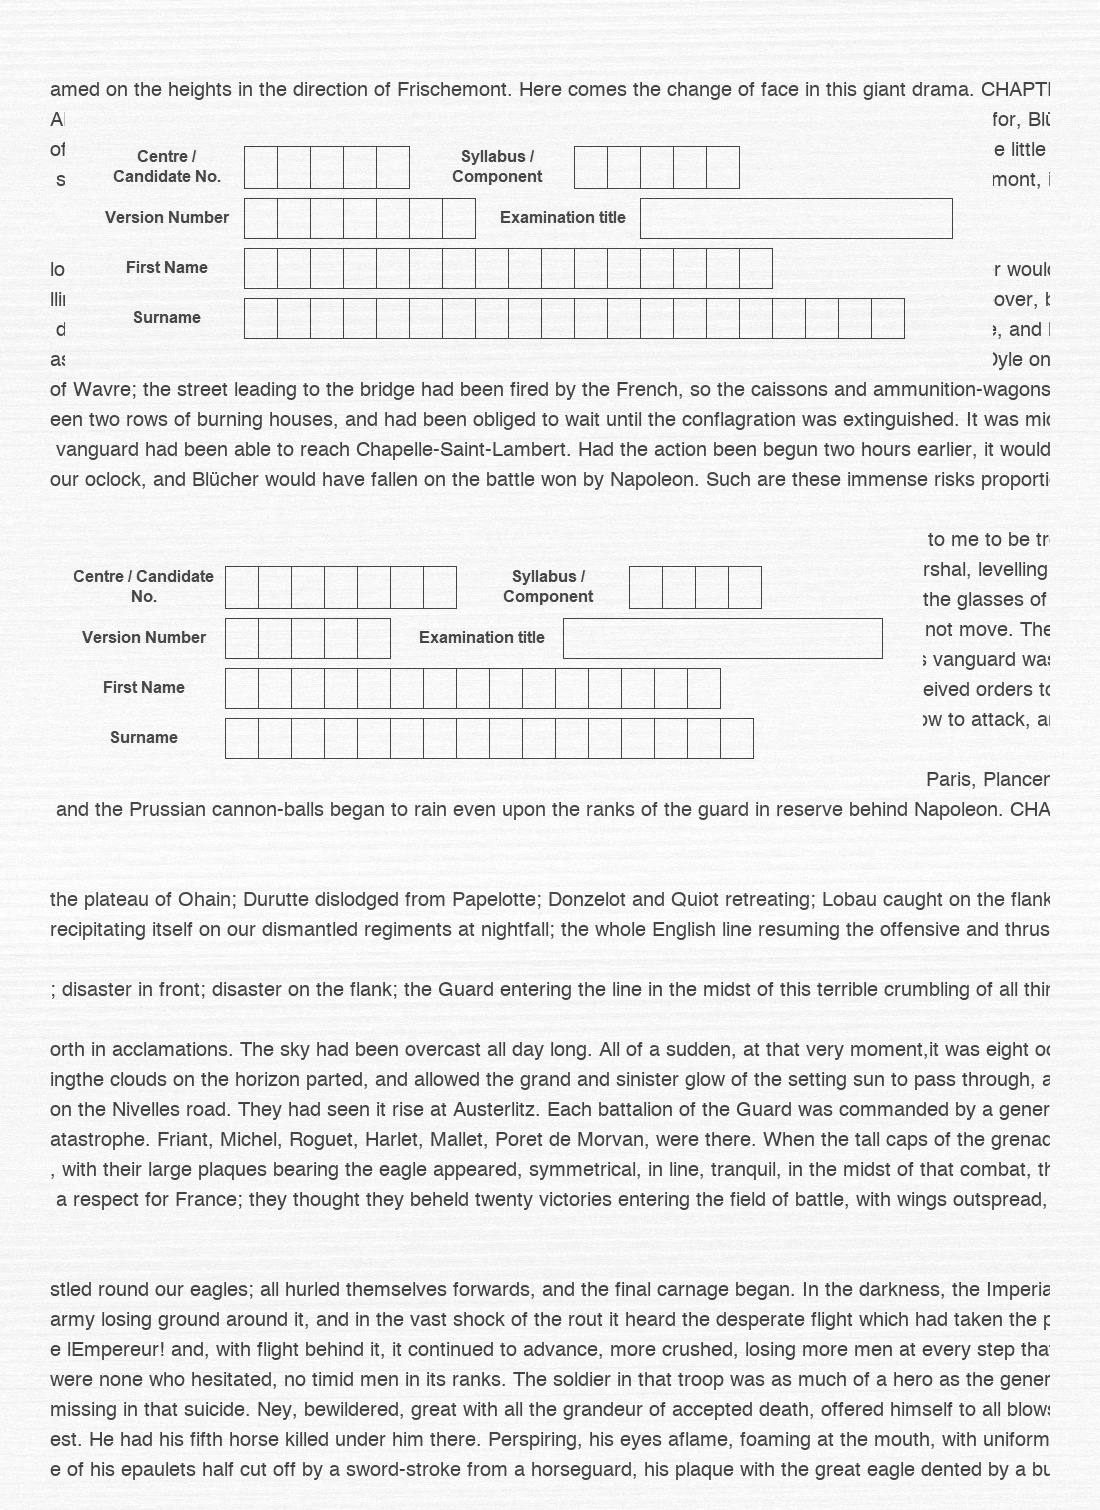 amed on the heights in the direction of Frischemont. Here comes the change of face in this giant drama.
for,
of
e little
s
mont,
Centre / Candidate No.
Syllabus / Component
Version Number
Examination title
First Name
Surname
lo
r
over,
d
and
as
on
of Wavre; the street leading to the bridge had been fired by the French, so the caissons and ammunition-wagons
een two rows of burning houses, and had been obliged to wait until the conflagration was extinguished. It was
vanguard had been able to reach Chapelle-Saint-Lambert. Had the action been begun two hours earlier, it would
our oclock, and Blücher would have fallen on the battle won by Napoleon. Such are these immense risks proporti
to me to be
rshal, levelling
the glasses of
not move. The
vanguard was
eived orders to
ow to attack,
Paris, Plancen
Centre / Candidate No.
Syllabus / Component
Version Number
Examination title
First Name
Surname
and the Prussian cannon-balls began to rain even upon the ranks of the guard in reserve behind Napoleon. CHA
the plateau of Ohain; Durutte dislodged from Papelotte; Donzelot and Quiot retreating; Lobau caught on the flank
recipitating itself on our dismantled regiments at nightfall; the whole English line resuming the offensive and thrus
; disaster in front; disaster on the flank; the Guard entering the line in the midst of this terrible crumbling of all
orth in acclamations. The sky had been overcast all day long. All of a sudden, at that very moment,it was eight
ingthe clouds on the horizon parted, and allowed the grand and sinister glow of the setting sun to pass through,
on the Nivelles road. They had seen it rise at Austerlitz. Each battalion of the Guard was commanded by a gener
atastrophe. Friant, Michel, Roguet, Harlet, Mallet, Poret de Morvan, were there. When the tall caps of the
, with their large plaques bearing the eagle appeared, symmetrical, in line, tranquil, in the midst of that combat,
a respect for France; they thought they beheld twenty victories entering the field of battle, with wings outspread,
stled round our eagles; all hurled themselves forwards, and the final carnage began. In the darkness, the Imperia
army losing ground around it, and in the vast shock of the rout it heard the desperate flight which had taken the
e lEmpereur! and, with flight behind it, it continued to advance, more crushed, losing more men at every step
were none who hesitated, no timid men in its ranks. The soldier in that troop was as much of a hero as the gener
missing in that suicide. Ney, bewildered, great with all the grandeur of accepted death, offered himself to all blows
est. He had his fifth horse killed under him there. Perspiring, his eyes aflame, foaming at the mouth, with uniform
e of his epaulets half cut off by a sword-stroke from a horseguard, his plaque with the great eagle dented by a